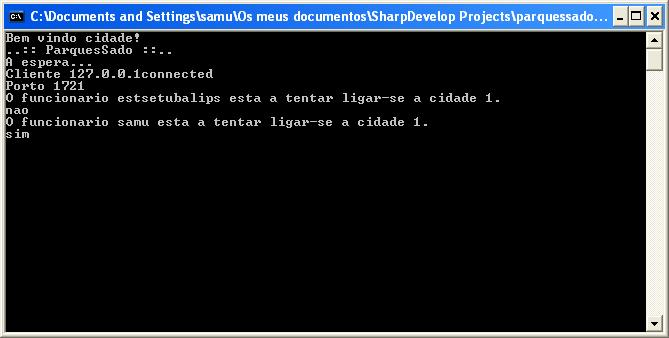 C:\Documents and Settings\samu\Os meus documentos\SharpDevelop Projects\parquessado...
Bem vindo cidade!
..:: ParquesSado ::..
A espera...
Cliente 127.0.0.1connected
Porto 1721
O funcionario estsetubalips esta a tentar ligar-se a cidade 1.
nao
O funcionario samu esta a tentar ligar-se a cidade 1.
sim